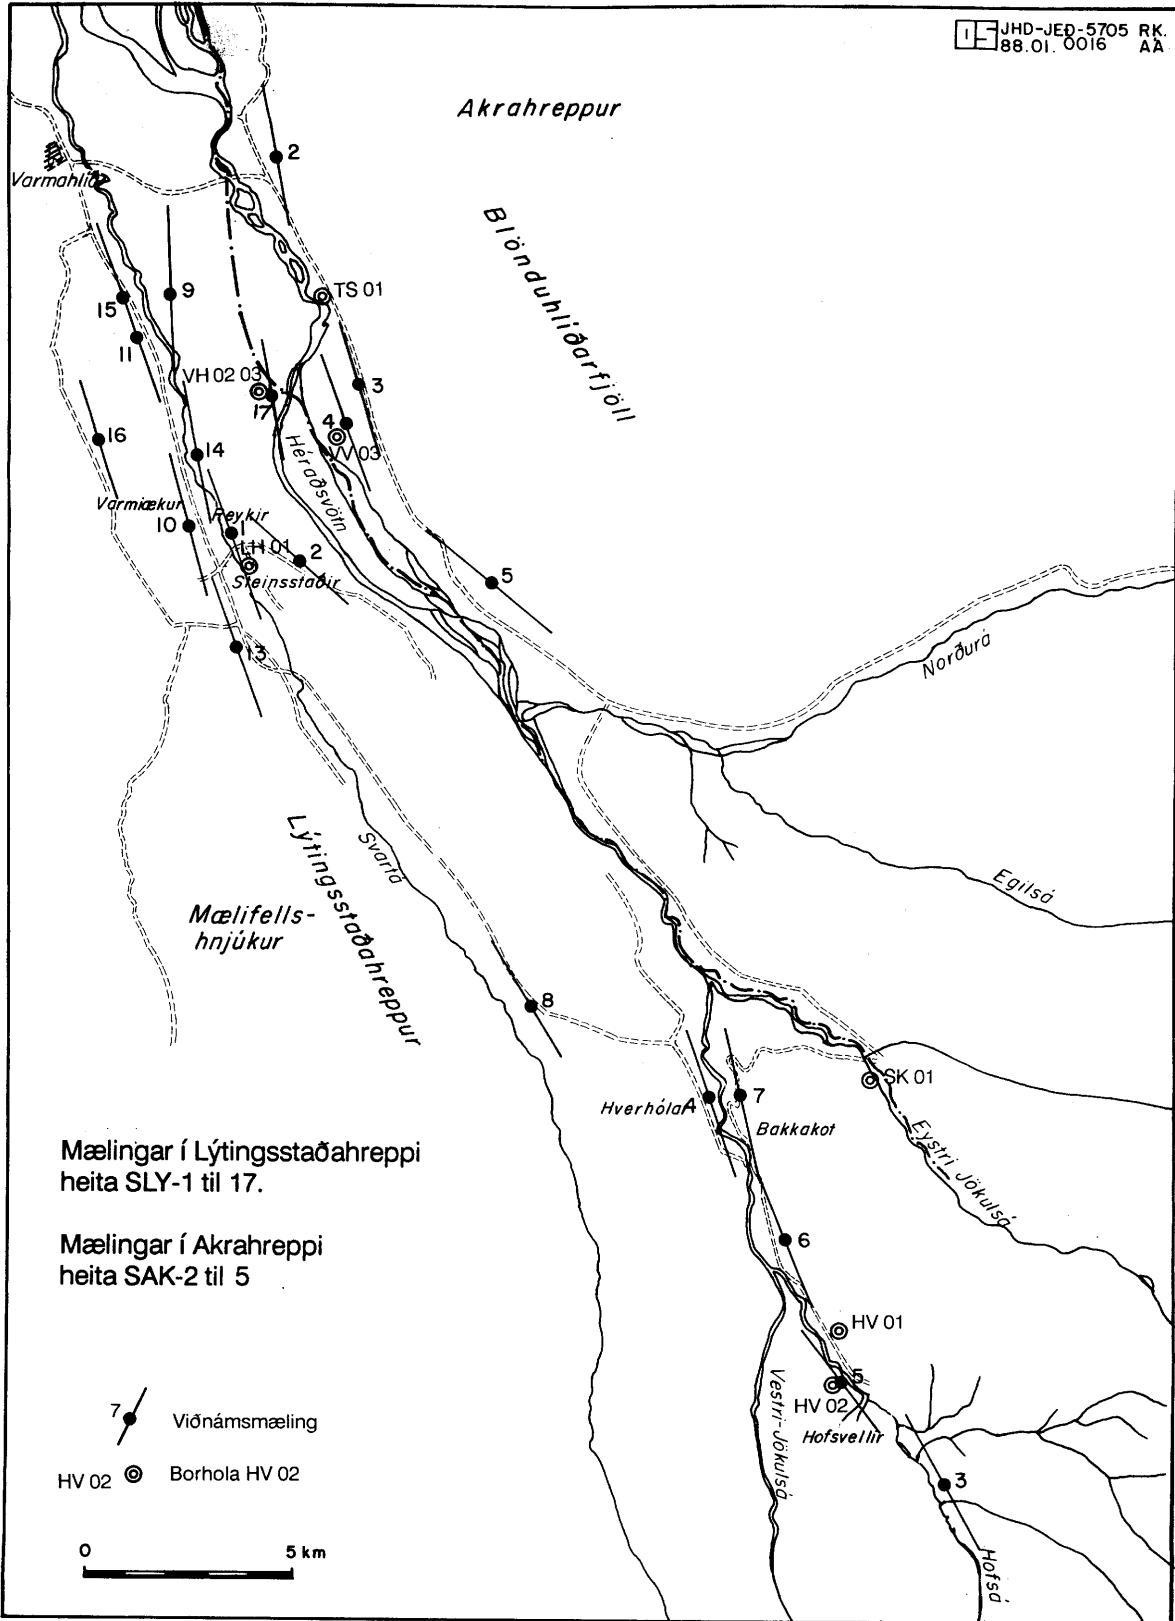 OS JHD-JEÐ-5705 RK.
88.01.0016 AA
Akrahreppur
2
Varmahlíð
Blönduhlíðarfjöll
9
15
TS 01
11
VH 02 03
3
17
4
16
14
VV 03
Héraðsvötn
Varmilækur
Reykir
10
1
LH 01
2
5
Steinsstaðir
13
Norðurá
Lýtingsstaðahreppur
Svartá
Egilsá
Mælifells-
hnjúkur
8
SK 01
Hverhólar
4
7
Bakkakot
Eystri Jökulsá
Mælingar í Lýtingsstaðahreppi
heita SLY-1 til 17.
6
Mælingar í Akrahreppi
heita SAK-2 til 5
HV 01
5
HV 02
Vestri-Jökulsá
Hofsvellir
7 Viðnámsmæling
HV 02 Borhola HV 02
3
Hofsá
0 5 km